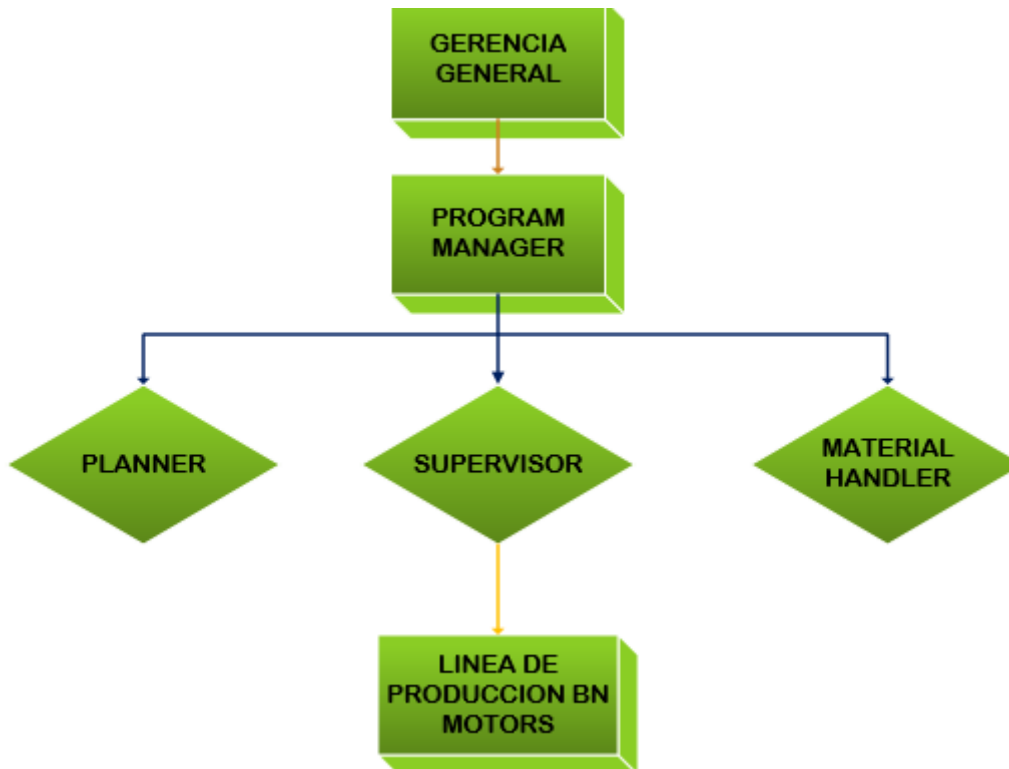 GERENCIA
GENERAL
PROGRAM
MANAGER
PLANNER
SUPERVISOR
MATERIAL
HANDLER
LINEA DE
PRODUCCION BN
MOTORS